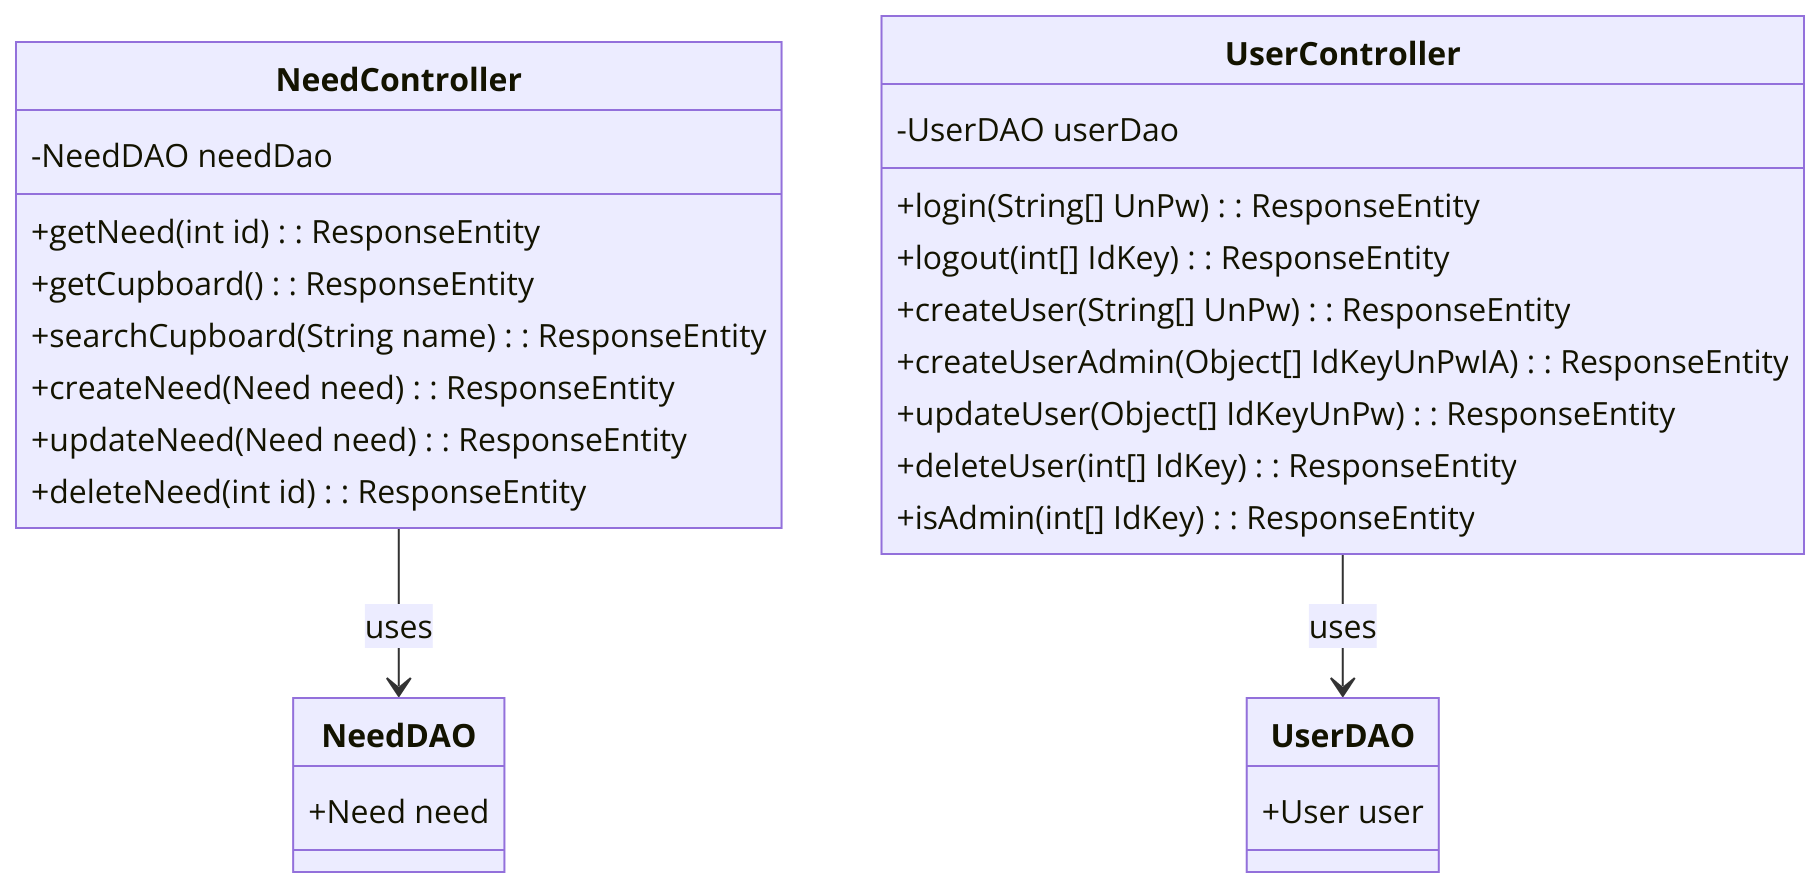 NeedController
-NeedDAO needDao
+getNeed(int id) : : ResponseEntity
+getCupboard() : : ResponseEntity
+searchCupboard(String name) : : ResponseEntity
+createNeed(Need need) : : ResponseEntity
+updateNeed(Need need) : : ResponseEntity
+deleteNeed(int id) : : ResponseEntity
uses
NeedDAO
+Need need
UserController
-UserDAO userDao
+login(String[] UnPw) : : ResponseEntity
+logout(int[] IdKey) : : ResponseEntity
+createUser(String[] UnPw) : : ResponseEntity
+createUserAdmin(Object[] IdKeyUnPwIA) : : ResponseEntity
+updateUser(Object[] IdKeyUnPw) : : ResponseEntity
+deleteUser(int[] IdKey) : : ResponseEntity
+isAdmin(int[] IdKey) : : ResponseEntity
uses
UserDAO
+User user